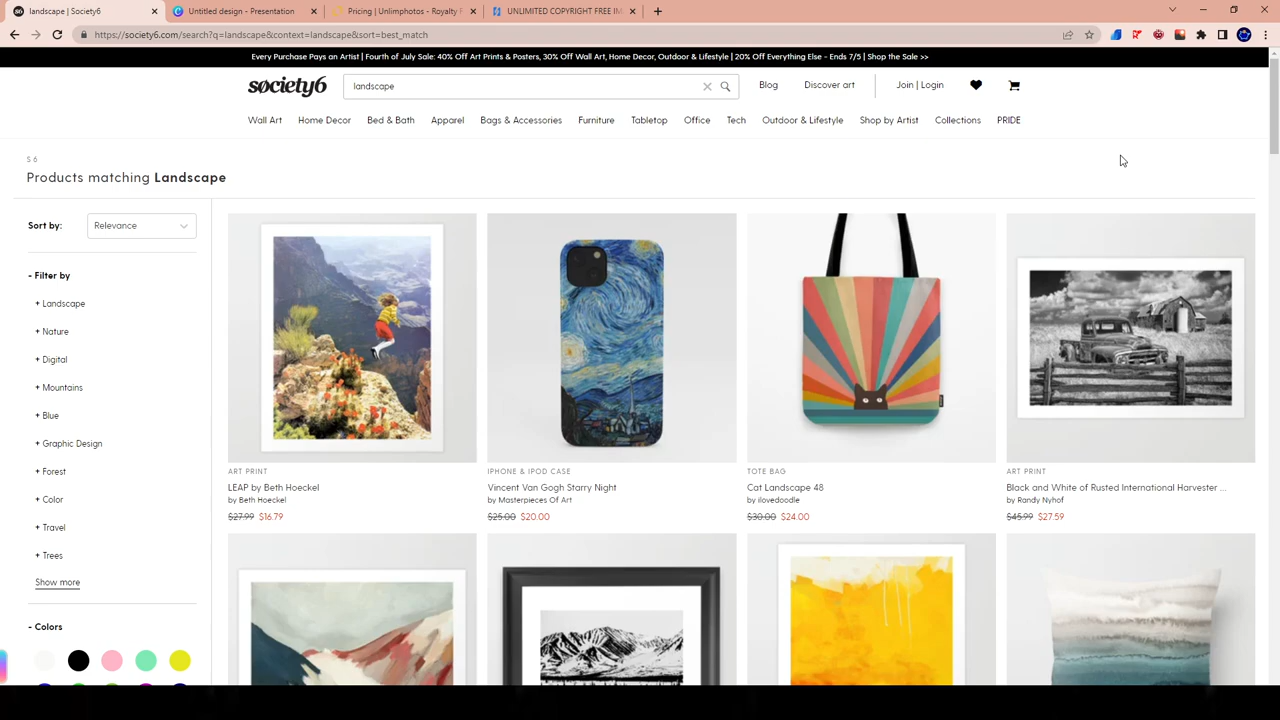 landscape | Society6
Untitled design - Presentation
Pricing | Unlimphotos - Royalty F
UNLIMITED COPYRIGHT FREE IM
https://society6.com/search?q=landscape&context=landscape&sort=best_match
Every Purchase Pays an Artist | Fourth of July Sale: 40% Off Art Prints & Posters, 30% Off Wall Art, Home Decor, Outdoor & Lifestyle | 20% Off Everything Else - Ends 7/5 | Shop the Sale >>
society6
landscape
Blog
Discover art
Join | Login
Wall Art
Home Decor
Bed & Bath
Apparel
Bags & Accessories
Furniture
Tabletop
Office
Tech
Outdoor & Lifestyle
Shop by Artist
Collections
PRIDE
S6
Products matching Landscape
Sort by:
Relevance
- Filter by
+ Landscape
+ Nature
+ Digital
+ Mountains
+ Blue
+ Graphic Design
+ Forest
+ Color
+ Travel
+ Trees
Show more
- Colors
ART PRINT
LEAP by Beth Hoeckel
by Beth Hoeckel
$27.99 $16.79
IPHONE & IPOD CASE
Vincent Van Gogh Starry Night
by Masterpieces Of Art
$25.00 $20.00
TOTE BAG
Cat Landscape 48
by ilovedoodle
$30.00 $24.00
ART PRINT
Black and White of Rusted International Harvester ...
by Randy Nyhof
$45.99 $27.59